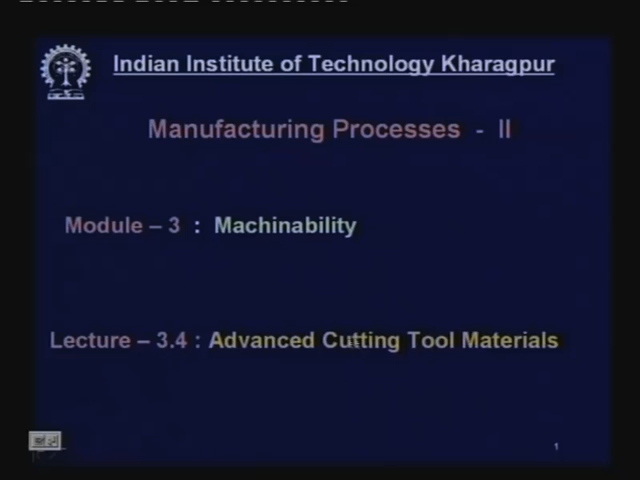 Indian Institute of Technology Kharagpur
Manufacturing Processes - II
Module – 3 : Machinability
Lecture – 3.4 : Advanced Cutting Tool Materials
1